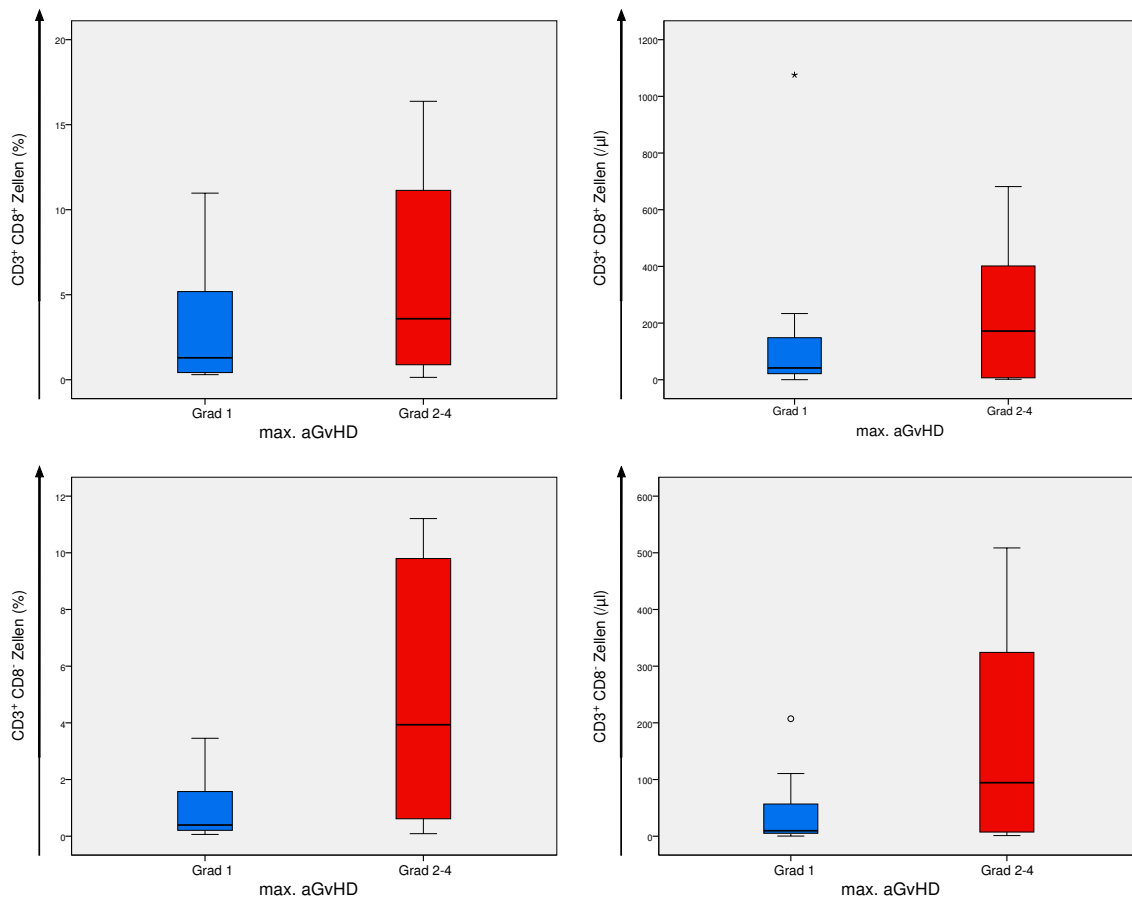 CD3⁺ CD8⁺ Zellen (%)
20
15
10
5
0
Grad 1
Grad 2-4
max. aGvHD
CD3⁺ CD8⁺ Zellen (/µl)
1200
1000
800
600
400
200
0
Grad 1
Grad 2-4
max. aGvHD
CD3⁺ CD8⁻ Zellen (%)
12
10
8
6
4
2
0
Grad 1
Grad 2-4
max. aGvHD
CD3⁺ CD8⁻ Zellen (/µl)
600
500
400
300
200
100
0
Grad 1
Grad 2-4
max. aGvHD